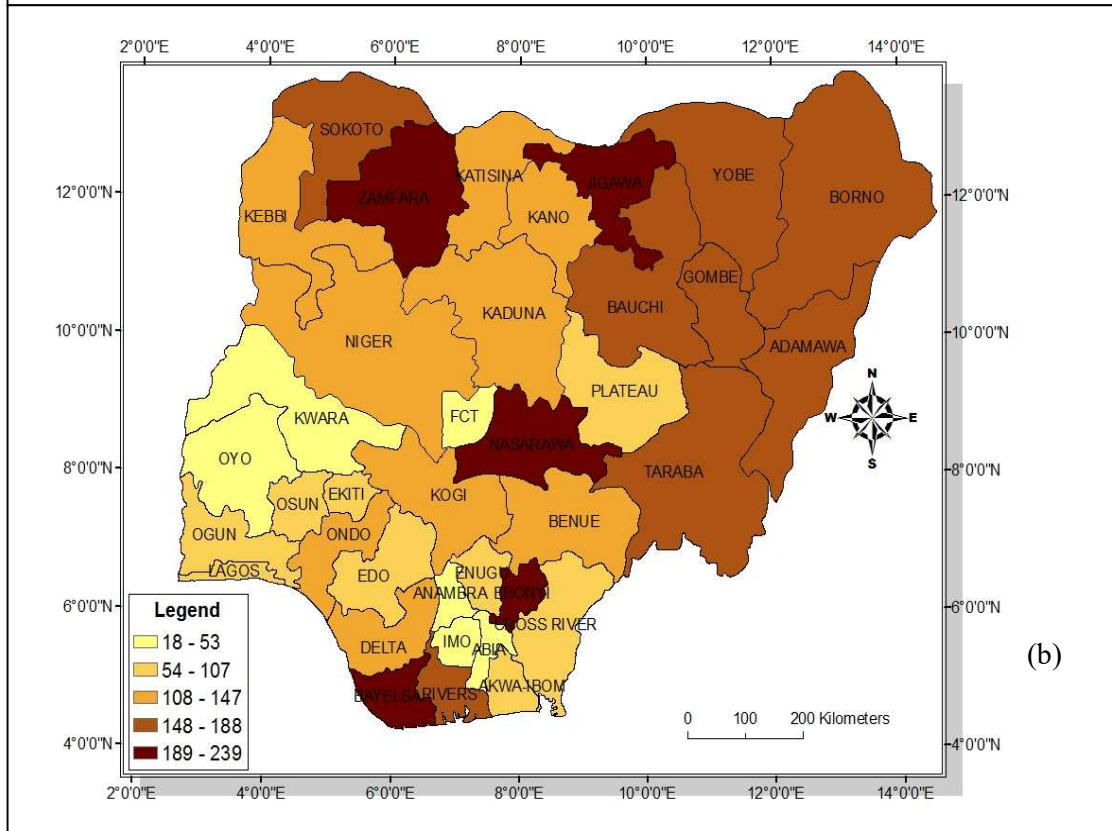 2°0'0"E 4°0'0"E 6°0'0"E 8°0'0"E 10°0'0"E 12°0'0"E 14°0'0"E
SOKOTO
12°0'0"N
ZAMFARA
KATISINA
JIGAWA
YOBE
BORNO
12°0'0"N
KEBBI
KANO
GOMBE
BAUCHI
KADUNA
10°0'0"N
NIGER
ADAMAWA
10°0'0"N
PLATEAU
N
W E
S
FCT
KWARA
NASARAWA
8°0'0"N
OYO
TARABA
8°0'0"N
KOGI
OSUN
EKITI
BENUE
OGUN
ONDO
LAGOS
EDO
ENUGU
ANAMBRA
EBONYI
6°0'0"N
6°0'0"N
CROSS RIVER
DELTA
IMO
ABIA
BAYELSA
RIVERS
AKWA-IBOM
Legend
18 - 53
54 - 107
108 - 147
148 - 188
189 - 239
(b)
0 100 200 Kilometers
4°0'0"N
4°0'0"N
2°0'0"E 4°0'0"E 6°0'0"E 8°0'0"E 10°0'0"E 12°0'0"E 14°0'0"E